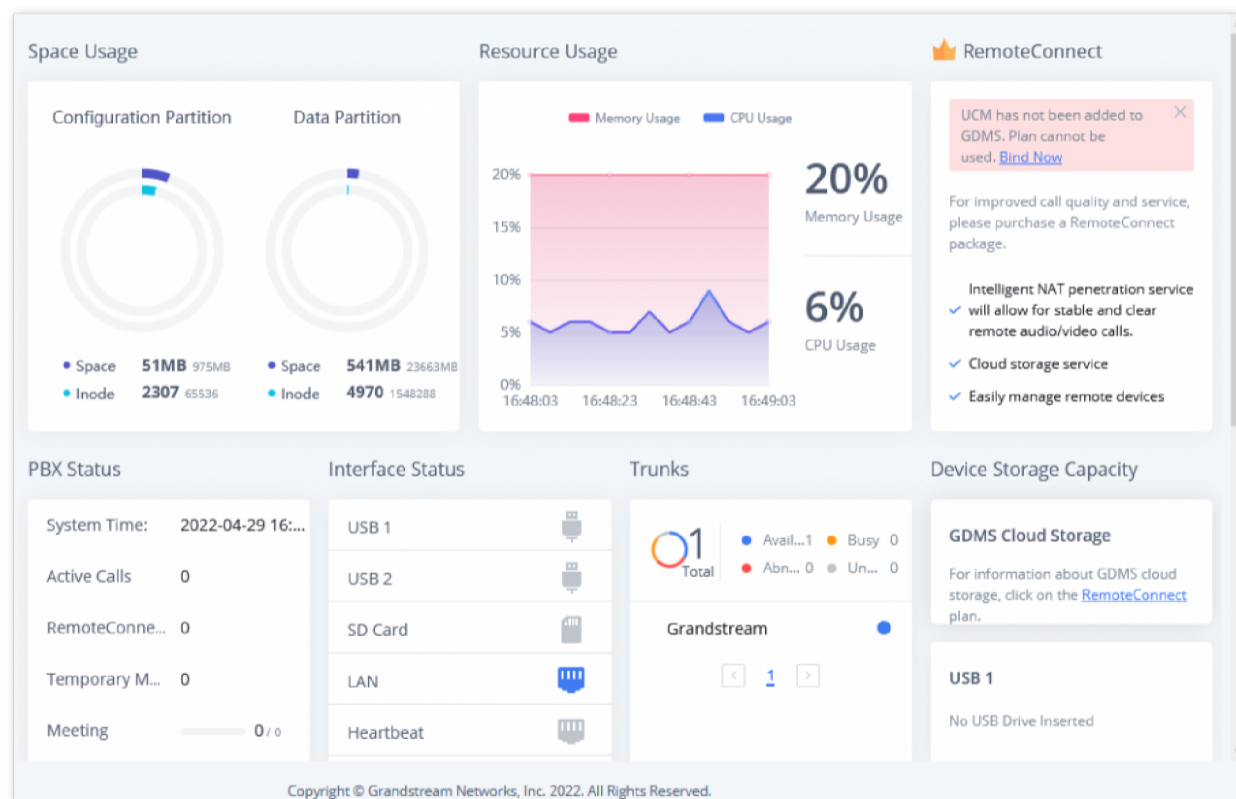 Space Usage
Configuration Partition
Data Partition
Space 51MB 975MB
Inode 2307 65536
Space 541MB 23663MB
Inode 4970 1548288
Resource Usage
Memory Usage
CPU Usage
20%
15%
10%
5%
0%
16:48:03 16:48:23 16:48:43 16:49:03
20%
Memory Usage
6%
CPU Usage
RemoteConnect
UCM has not been added to
GDMS. Plan cannot be
used. Bind Now
For improved call quality and service,
please purchase a RemoteConnect
package.
Intelligent NAT penetration service
will allow for stable and clear
remote audio/video calls.
Cloud storage service
Easily manage remote devices
PBX Status
System Time: 2022-04-29 16:...
Active Calls 0
RemoteConne... 0
Temporary M... 0
Meeting 0 / 0
Interface Status
USB 1
USB 2
SD Card
LAN
Heartbeat
Trunks
1
Total
Avail... 1
Busy 0
Abn... 0
Un... 0
Grandstream
< 1 >
Device Storage Capacity
GDMS Cloud Storage
For information about GDMS cloud
storage, click on the RemoteConnect
plan.
USB 1
No USB Drive Inserted
Copyright © Grandstream Networks, Inc. 2022. All Rights Reserved.